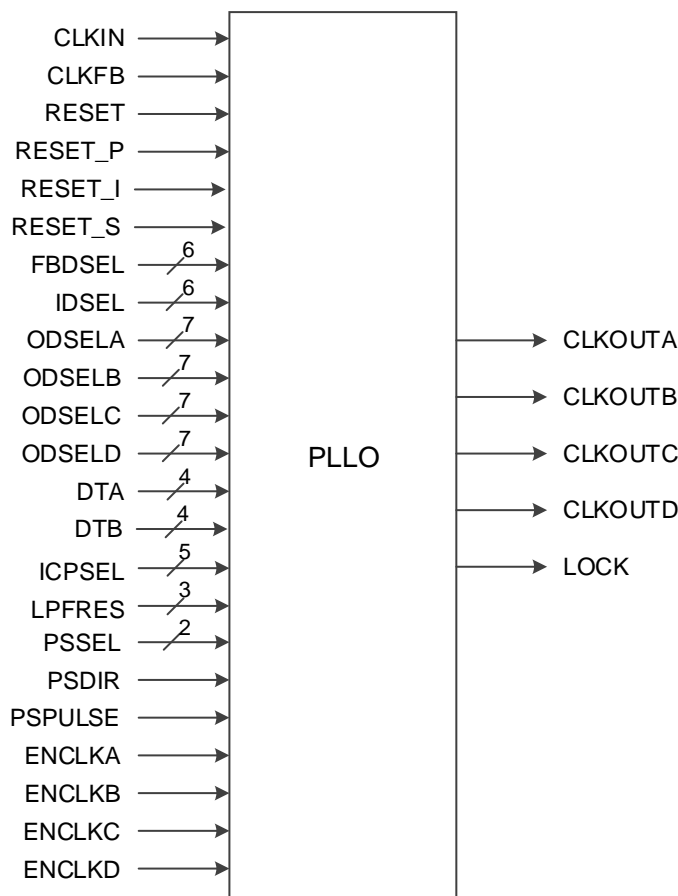 CLKIN
CLKFB
RESET
RESET_P
RESET_I
RESET_S
FBDSEL 6
IDSEL 6
ODSELA 7
ODSELB 7
ODSELC 7
ODSELD 7
DTA 4
DTB 4
ICPSEL 5
LPFRES 3
PSSEL 2
PSDIR
PSPULSE
ENCLKA
ENCLKB
ENCLKC
ENCLKD
PLLO
CLKOUTA
CLKOUTB
CLKOUTC
CLKOUTD
LOCK